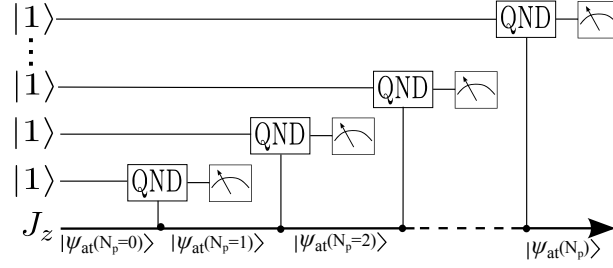 |1⟩ QND
|1⟩ QND
|1⟩ QND
|1⟩ QND
J_z
|ψ_at(N_p=0)⟩ |ψ_at(N_p=1)⟩ |ψ_at(N_p=2)⟩ |ψ_at(N_p)⟩